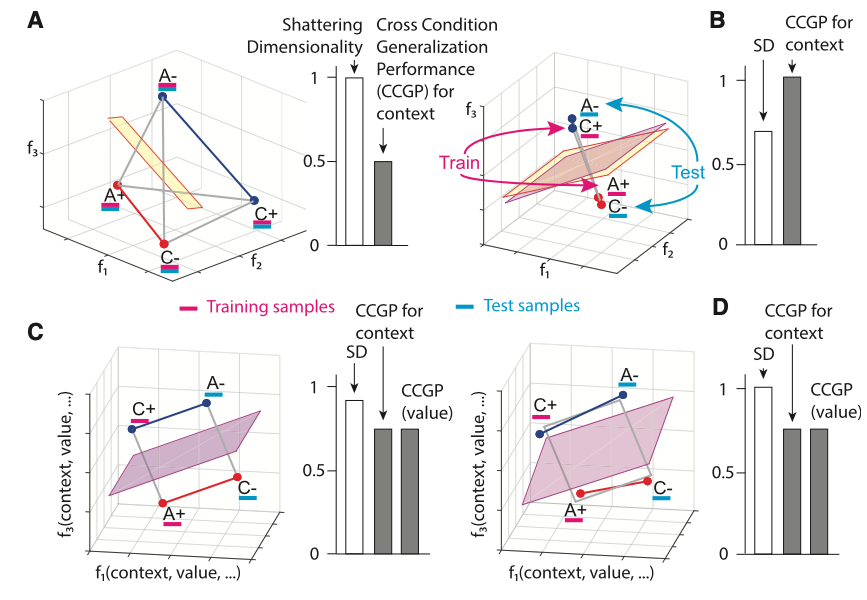 A
Shattering
Dimensionality
Cross Condition
Generalization
Performance
(CCGP) for
context
A-
A+
C+
C-
f₃
f₁
f₂
1
0.5
0
B
SD
CCGP for
context
f₃
A-
C+
Train
Test
A+
C-
f₁
f₂
1
0.5
0
Training samples
Test samples
C
CCGP for
context
SD
CCGP
(value)
C+
A-
A+
C-
f₃(context, value, ...)
f₁(context, value, ...)
1
0.5
0
D
CCGP for
context
SD
CCGP
(value)
C+
A-
A+
C-
f₃(context, value, ...)
f₁(context, value, ...)
1
0.5
0